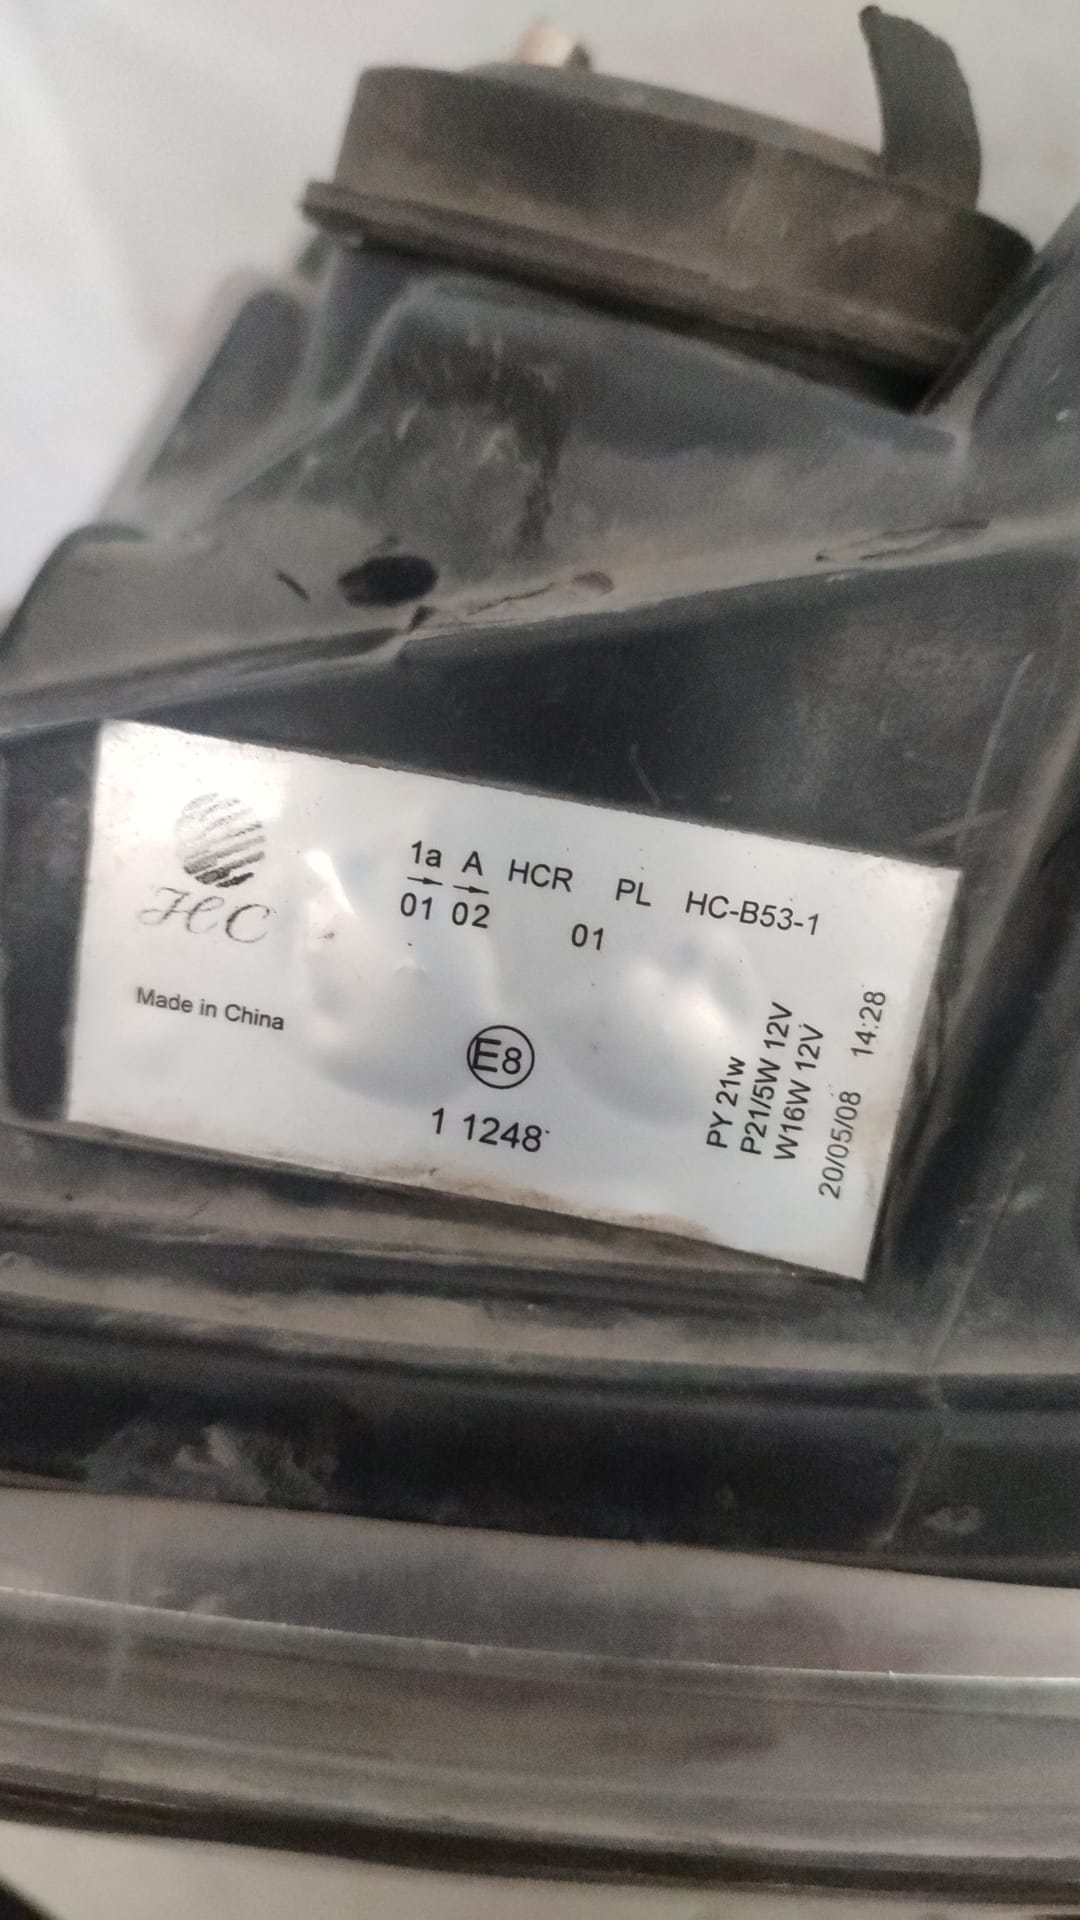 HC
1a A HCR PL HC-B53-1
01 02 01
Made in China
E8
1 1248
PY 21w
P21/5W 12V
W16W 12V
20/05/08 14:28